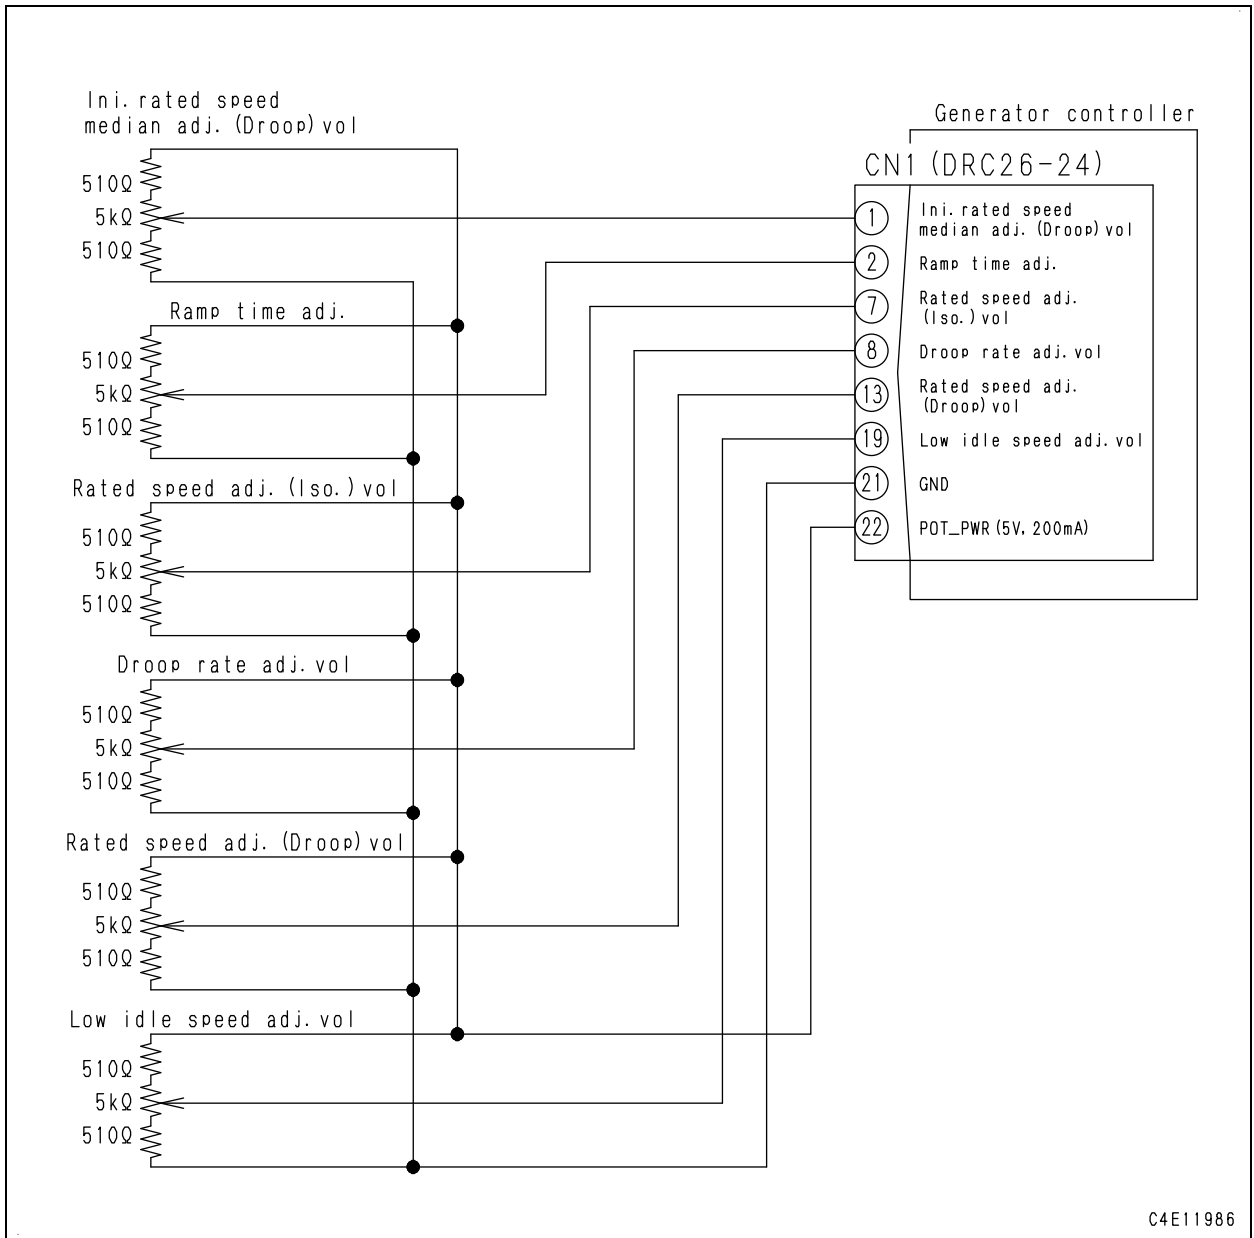 Ini. rated speed
median adj. (Droop) vol
510Ω
5kΩ
510Ω
Ramp time adj.
510Ω
5kΩ
510Ω
Rated speed adj. (Iso.) vol
510Ω
5kΩ
510Ω
Droop rate adj. vol
510Ω
5kΩ
510Ω
Rated speed adj. (Droop) vol
510Ω
5kΩ
510Ω
Low idle speed adj. vol
510Ω
5kΩ
510Ω
Generator controller
CN1 (DRC26-24)
1 Ini. rated speed
median adj. (Droop) vol
2 Ramp time adj.
7 Rated speed adj.
(Iso.) vol
8 Droop rate adj. vol
13 Rated speed adj.
(Droop) vol
19 Low idle speed adj. vol
21 GND
22 POT_PWR (5V, 200mA)
C4E11986